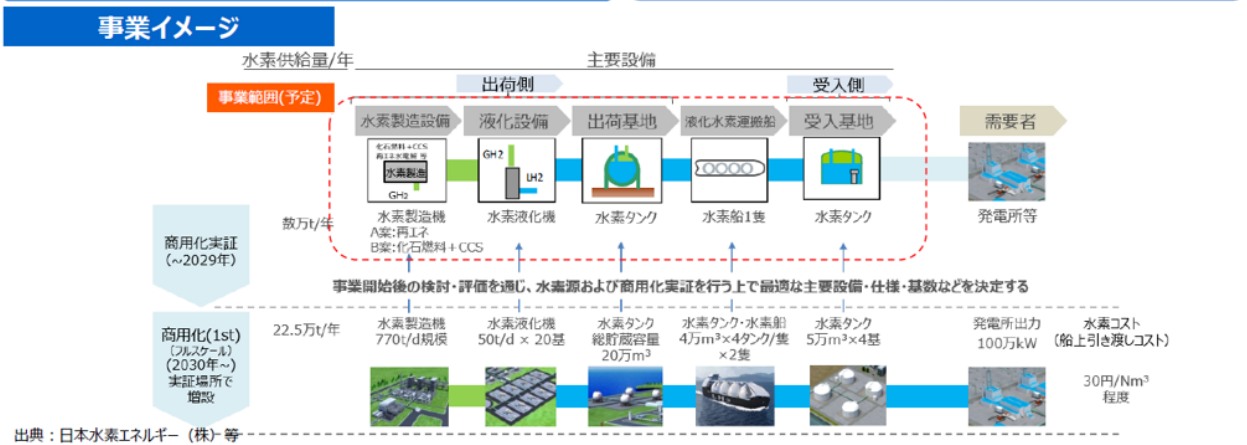 事業イメージ
水素供給量/年
主要設備
出荷側
受入側
事業範囲(予定)
水素製造設備
液化設備
出荷基地
液化水素運搬船
受入基地
需要者
化石燃料+CCS
再エネ水電解 等
水素製造
GH2
GH2
LH2
数万t/年
水素製造機
A案:再エネ
B案:化石燃料+CCS
水素液化機
水素タンク
水素船1隻
水素タンク
発電所等
商用化実証
(~2029年)
事業開始後の検討・評価を通じ、水素源および商用化実証を行う上で最適な主要設備・仕様・基数などを決定する
商用化(1st)
(フルスケール)
(2030年~)
実証場所で
増設
22.5万t/年
水素製造機
770t/d規模
水素液化機
50t/d × 20基
水素タンク
総貯蔵容量
20万m³
水素タンク・水素船
4万m³×4タンク/隻
×2隻
水素タンク
5万m³×4基
発電所出力
100万kW
水素コスト
(船上引き渡しコスト)
30円/Nm³
程度
出典:日本水素エネルギー(株)等